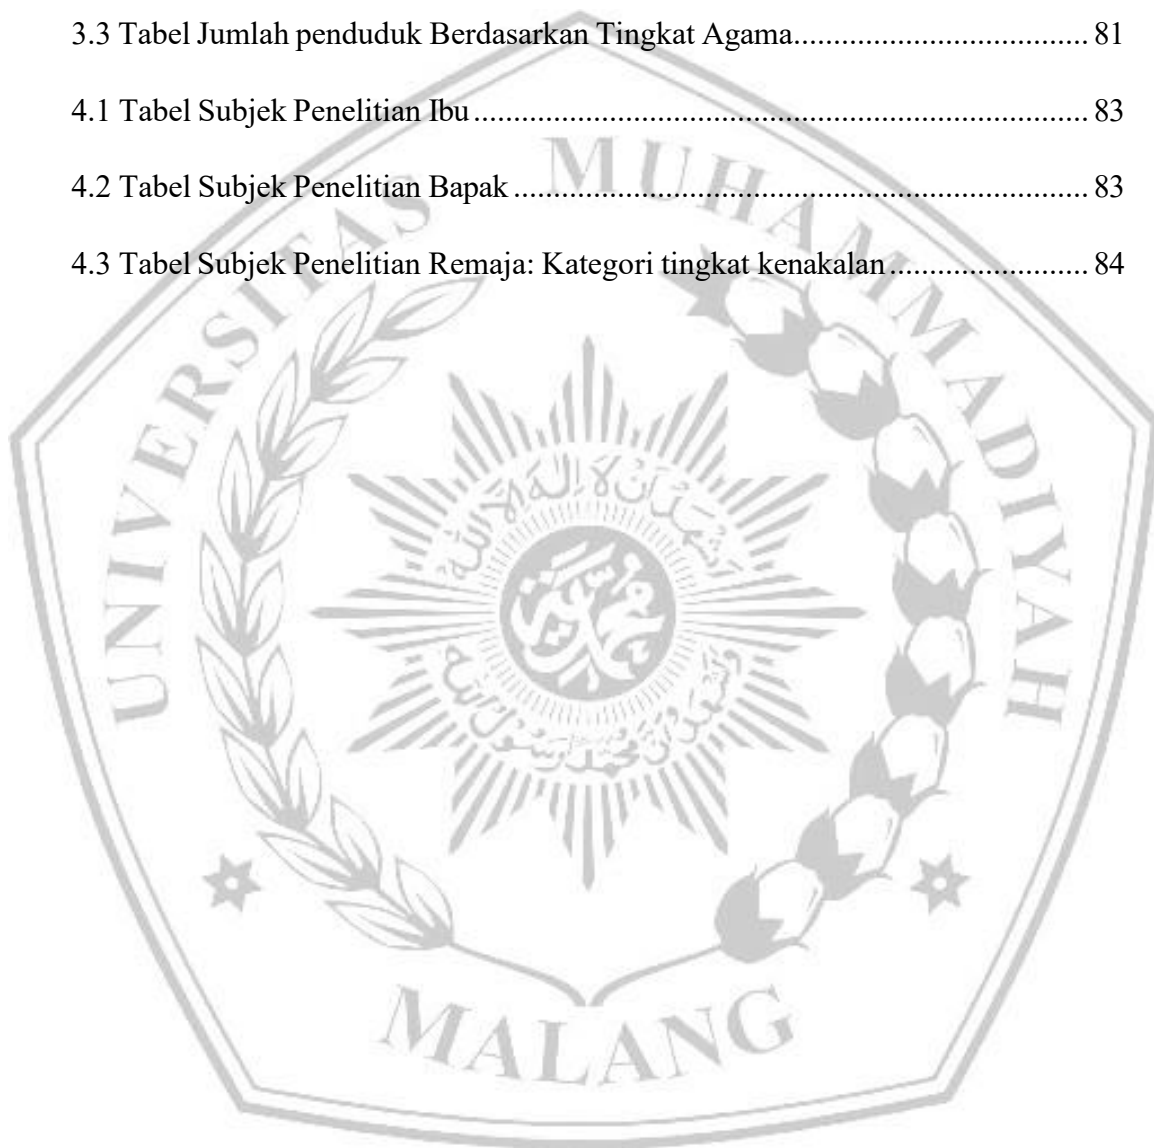 3.3 Tabel Jumlah penduduk Berdasarkan Tingkat Agama.................................. 81
4.1 Tabel Subjek Penelitian Ibu........................................................................... 83
4.2 Tabel Subjek Penelitian Bapak...................................................................... 83
4.3 Tabel Subjek Penelitian Remaja: Kategori tingkat kenakalan........................ 84
UNIVERSITAS MUHAMMADIYAH
MALANG